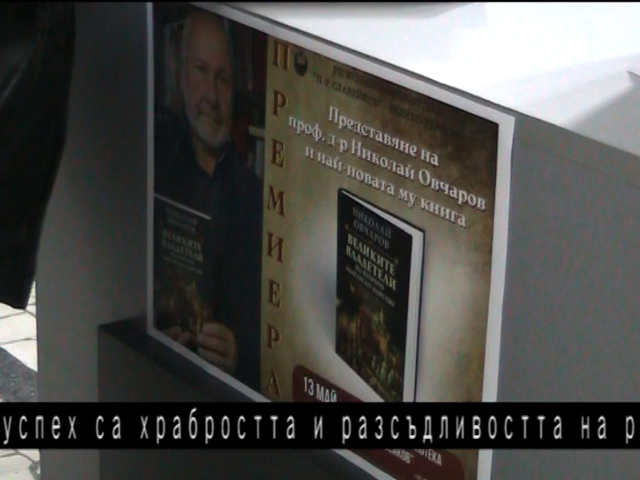 ПРЕМИЕРА
"П. Р. СЛАВЕЙКОВ"
Представяне на
проф. д-р Николай Овчаров
и най-новата му книга
НИКОЛАЙ
ОВЧАРОВ
ВЕЛИКИТЕ
ВЛАДЕТЕЛИ
НИКОЛАЙ
ОВЧАРОВ
ВЕЛИКИТЕ
ВЛАДЕТЕЛИ
13 МАЙ
успех са храбростта и разсъдливостта на р